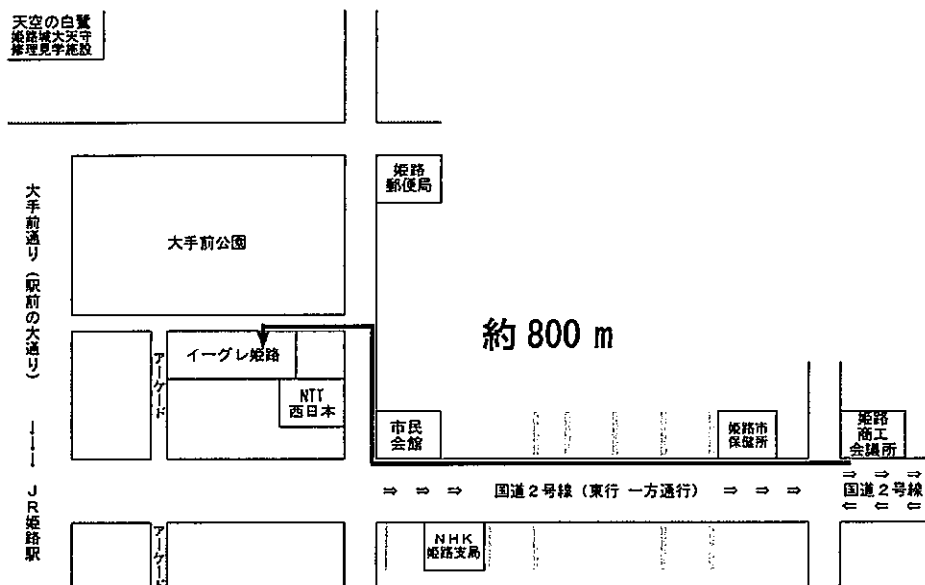 天空の白鷺
姫路城大天守
修理見学施設
姫路
郵便局
大手前公園
大手前通り(駅前の大通り)
↓↓↓
JR姫路駅
約 800 m
イーグレ姫路
アーケード
NTT
西日本
市民
会館
姫路市
保健所
姫路
商工
会議所
⇒ ⇒ ⇒ 国道2号線(東行 一方通行) ⇒ ⇒ ⇒
⇒ ⇒ ⇒
国道2号線
⇐ ⇐ ⇐
NHK
姫路支局
アーケード